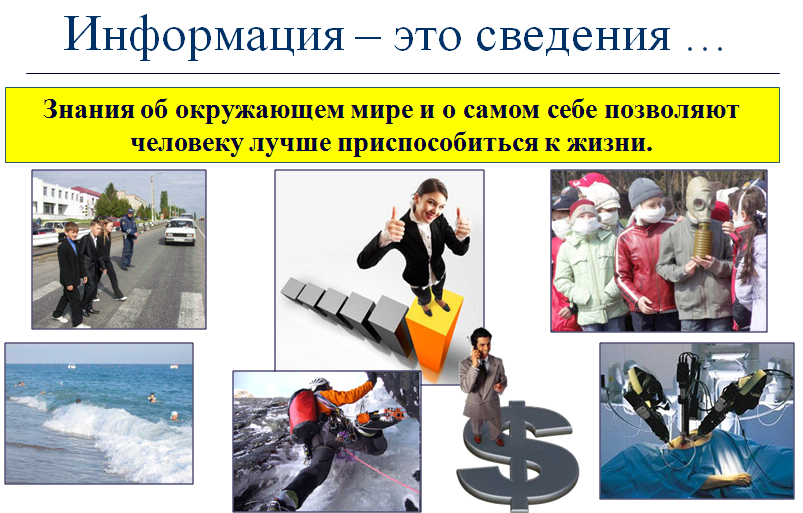 Информация – это сведения ...
Знания об окружающем мире и о самом себе позволяют
человеку лучше приспособиться к жизни.